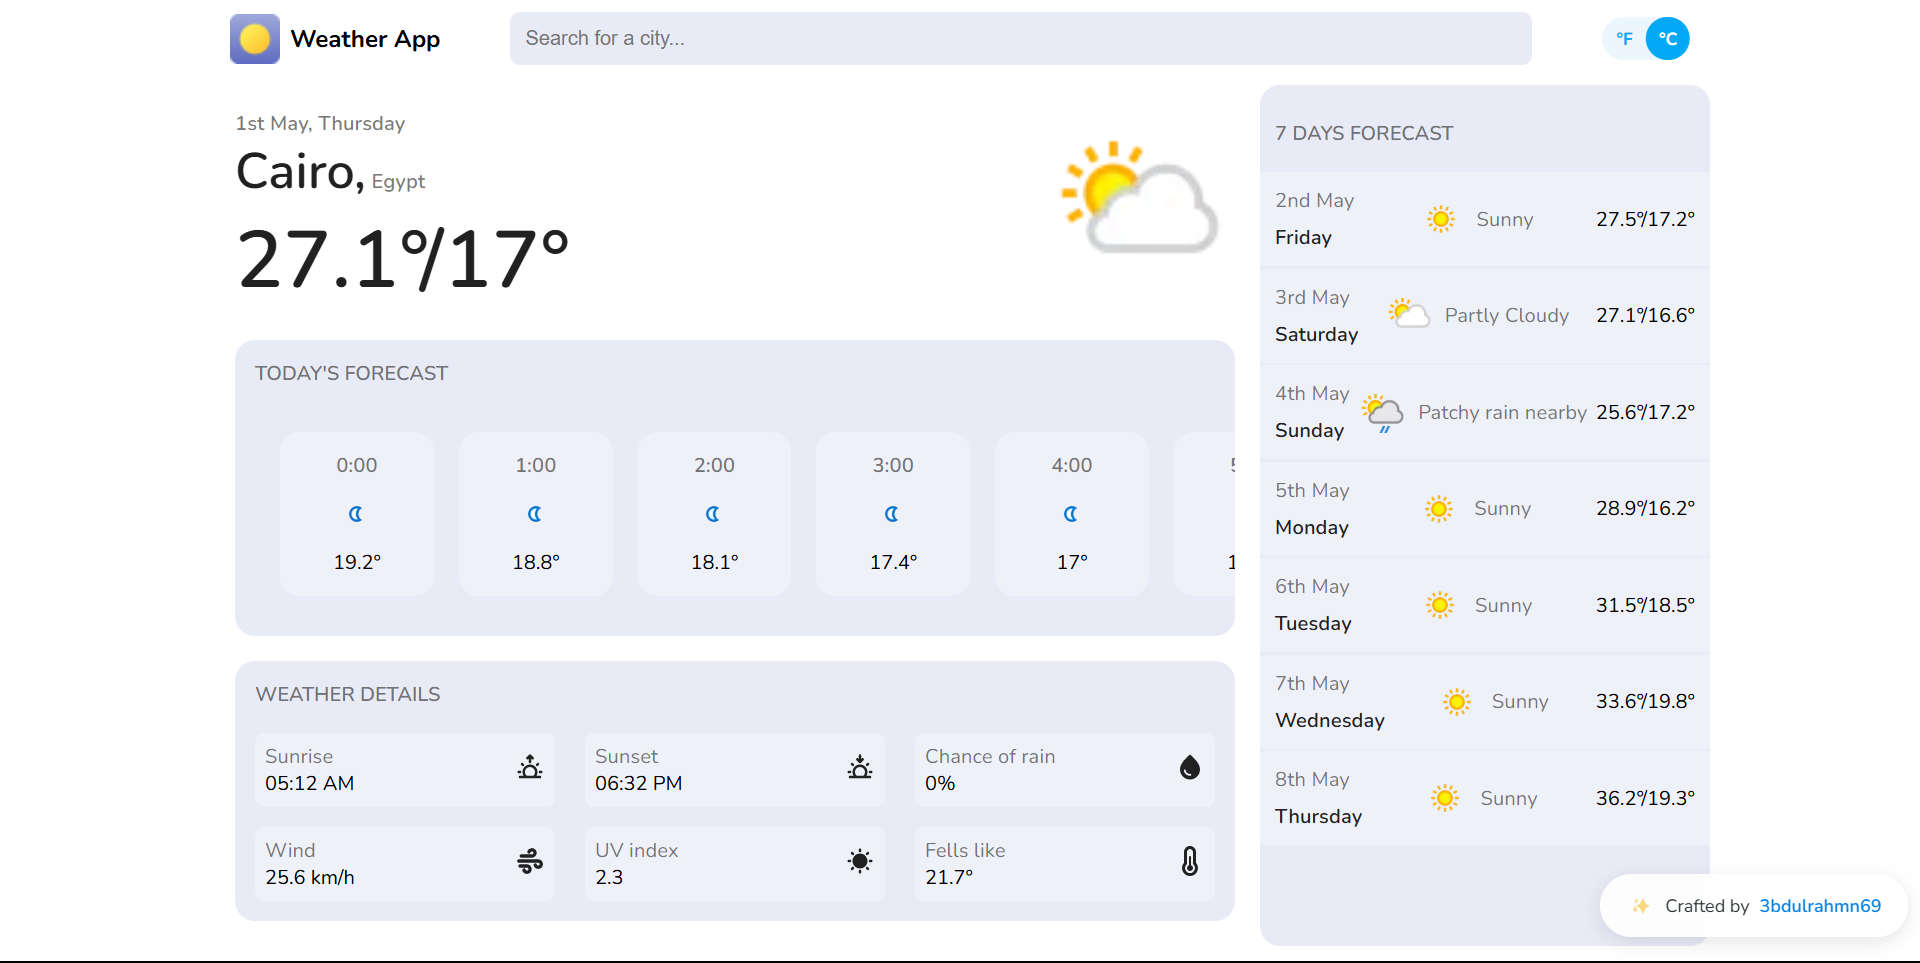 Weather App
Search for a city...
°F °C
1st May, Thursday
Cairo, Egypt
27.1°/17°
TODAY'S FORECAST
0:00 1:00 2:00 3:00 4:00
19.2° 18.8° 18.1° 17.4° 17°
WEATHER DETAILS
Sunrise
05:12 AM
Sunset
06:32 PM
Chance of rain
0%
Wind
25.6 km/h
UV index
2.3
Fells like
21.7°
7 DAYS FORECAST
2nd May
Friday
Sunny
27.5°/17.2°
3rd May
Saturday
Partly Cloudy
27.1°/16.6°
4th May
Sunday
Patchy rain nearby
25.6°/17.2°
5th May
Monday
Sunny
28.9°/16.2°
6th May
Tuesday
Sunny
31.5°/18.5°
7th May
Wednesday
Sunny
33.6°/19.8°
8th May
Thursday
Sunny
36.2°/19.3°
Crafted by 3bdulrahmn69